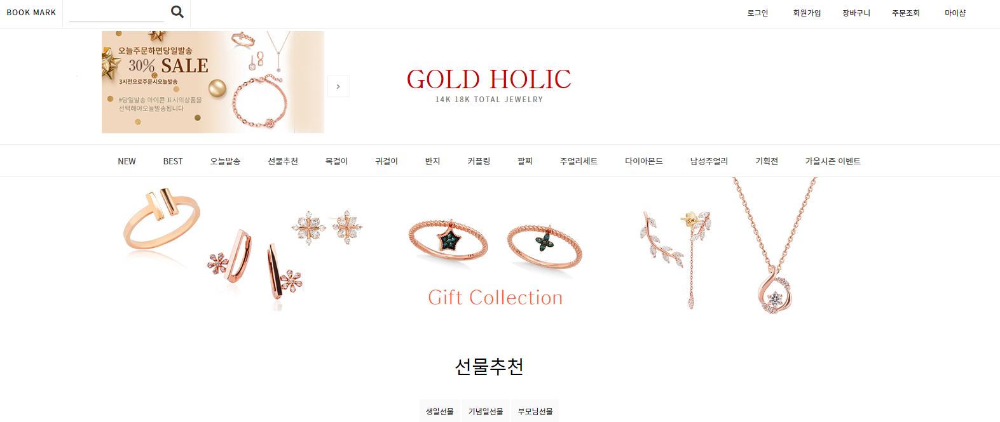 BOOK MARK
로그인 회원가입 장바구니 주문조회 마이샵
오늘주문하면당일발송
30% SALE
3시전으로주문시오늘발송
#당일발송 아이콘 표시의상품을
선택해야오늘발송됩니다
GOLD HOLIC
14K 18K TOTAL JEWELRY
NEW BEST 오늘발송 선물추천 목걸이 귀걸이 반지 커플링 팔찌 주얼리세트 다이아몬드 남성주얼리 기획전 가을시즌 이벤트
Gift Collection
선물추천
생일선물 기념일선물 부모님선물